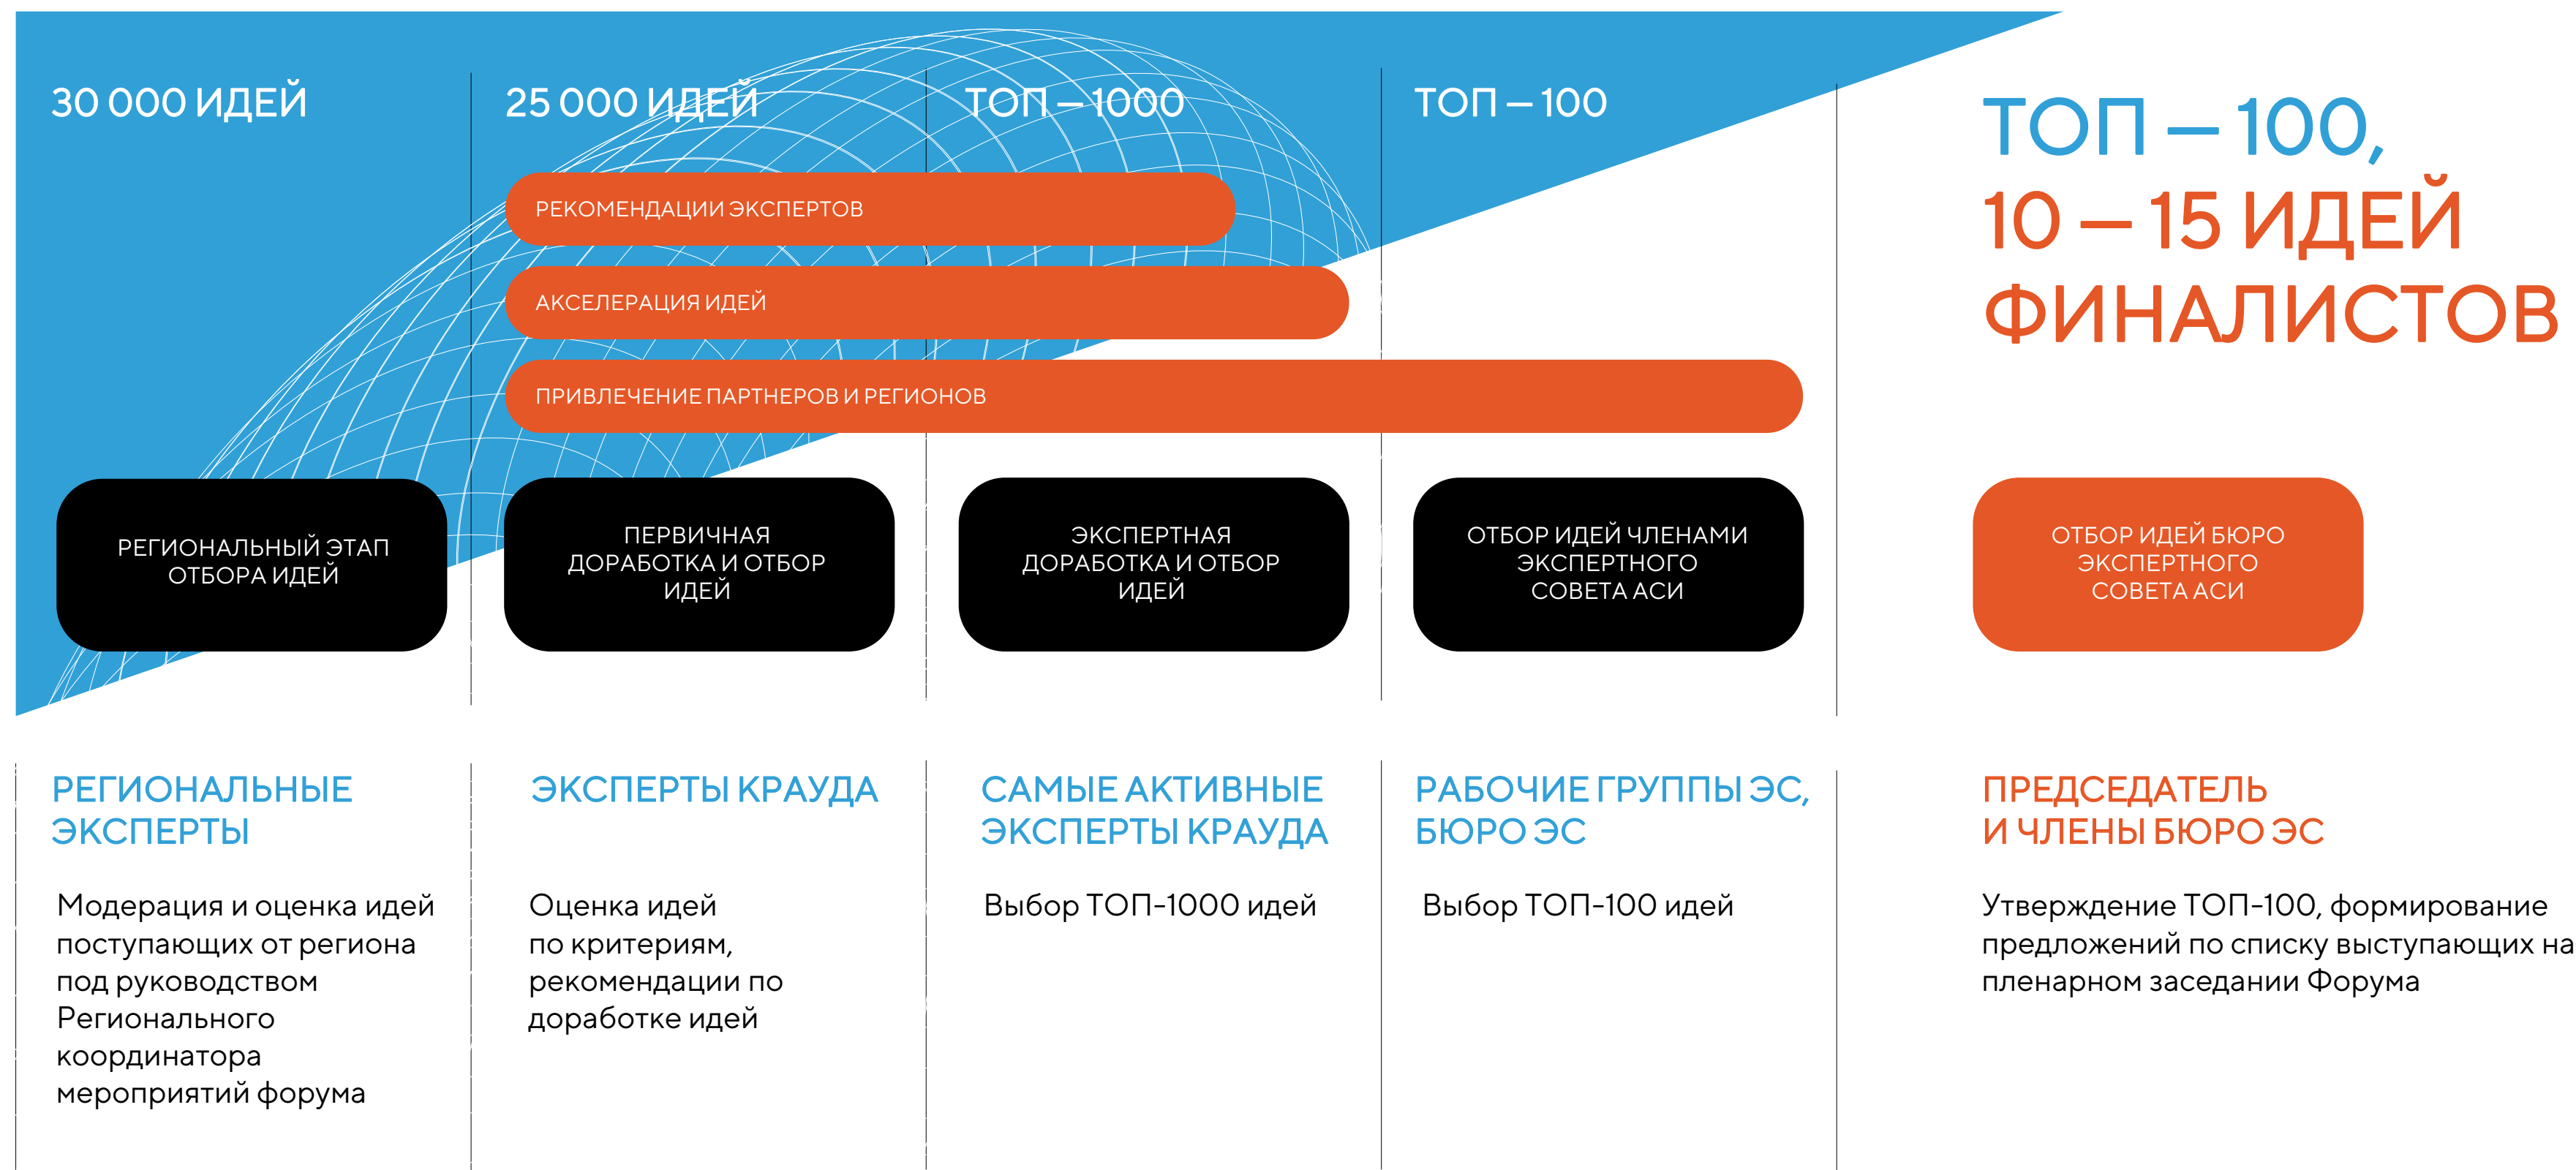 30 000 ИДЕЙ
25 000 ИДЕЙ
ТОП — 1000
ТОП — 100
ТОП — 100,
10 — 15 ИДЕЙ
ФИНАЛИСТОВ
РЕКОМЕНДАЦИИ ЭКСПЕРТОВ
АКСЕЛЕРАЦИЯ ИДЕЙ
ПРИВЛЕЧЕНИЕ ПАРТНЕРОВ И РЕГИОНОВ
РЕГИОНАЛЬНЫЙ ЭТАП
ОТБОРА ИДЕЙ
ПЕРВИЧНАЯ
ДОРАБОТКА И ОТБОР
ИДЕЙ
ЭКСПЕРТНАЯ
ДОРАБОТКА И ОТБОР
ИДЕЙ
ОТБОР ИДЕЙ ЧЛЕНАМИ
ЭКСПЕРТНОГО
СОВЕТА АСИ
ОТБОР ИДЕЙ БЮРО
ЭКСПЕРТНОГО
СОВЕТА АСИ
РЕГИОНАЛЬНЫЕ
ЭКСПЕРТЫ
Модерация и оценка идей
поступающих от региона
под руководством
Регионального
координатора
мероприятий форума
ЭКСПЕРТЫ КРАУДА
Оценка идей
по критериям,
рекомендации по
доработке идей
САМЫЕ АКТИВНЫЕ
ЭКСПЕРТЫ КРАУДА
Выбор ТОП-1000 идей
РАБОЧИЕ ГРУППЫ ЭС,
БЮРО ЭС
Выбор ТОП-100 идей
ПРЕДСЕДАТЕЛЬ
И ЧЛЕНЫ БЮРО ЭС
Утверждение ТОП-100, формирование
предложений по списку выступающих на
пленарном заседании Форума